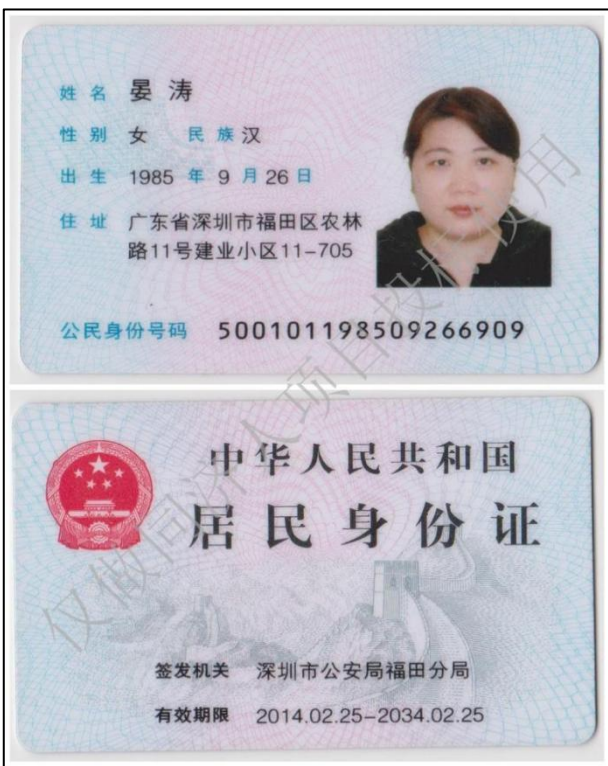 姓名 晏涛
性别 女 民族 汉
出生 1985 年 9 月 26 日
住址 广东省深圳市福田区农林
路11号建业小区11-705
公民身份号码 500101198509266909
中华人民共和国
居民身份证
签发机关 深圳市公安局福田分局
有效期限 2014.02.25-2034.02.25